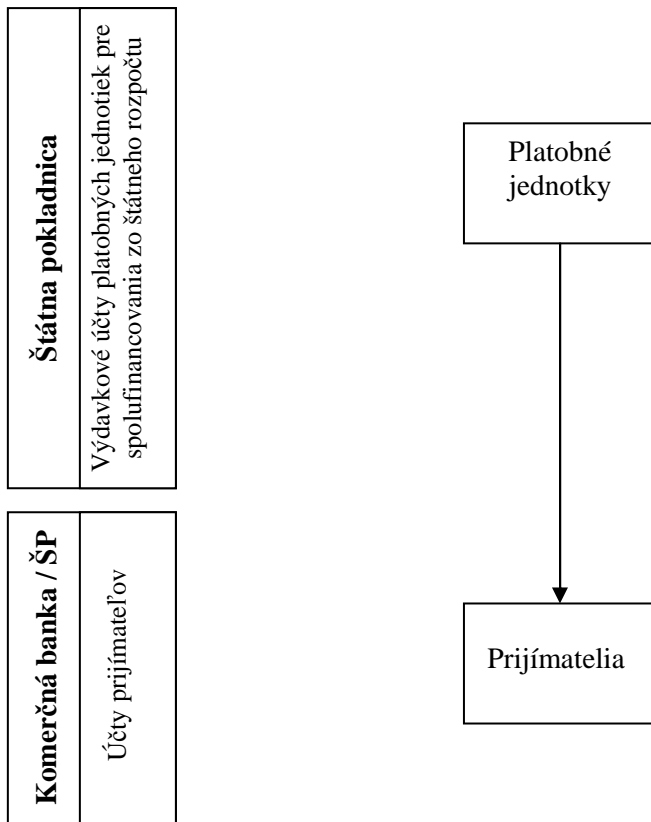 Štátna pokladnica
Výdavkové účty platobných jednotiek pre
spolufinancovania zo štátneho rozpočtu
Platobné
jednotky
Komerčná banka / ŠP
Účty prijímateľov
Prijímatelia